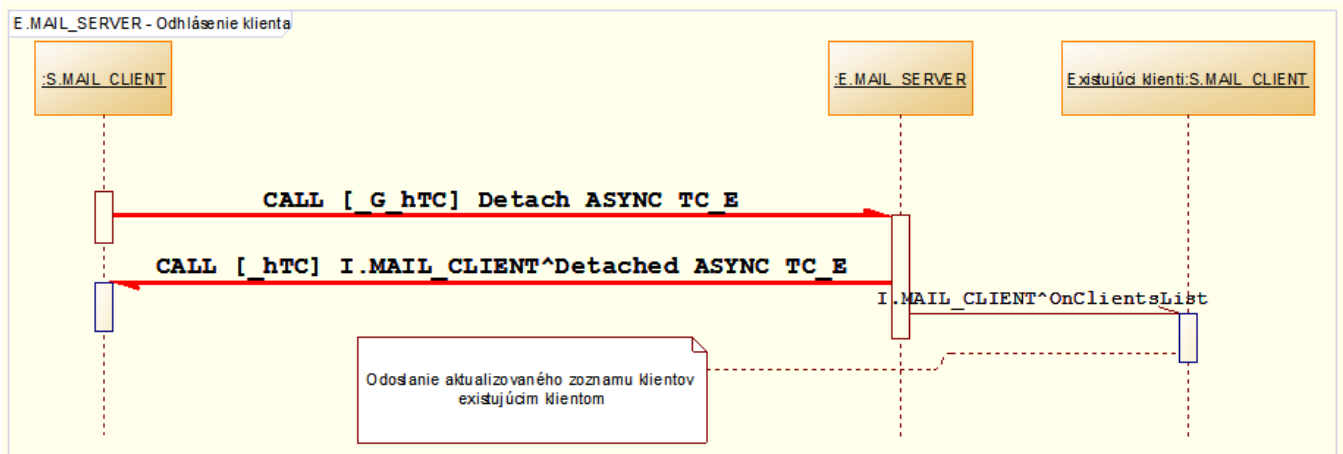 E.MAIL_SERVER - Odhlásenie klienta
:S.MAIL_CLIENT
:E.MAIL_SERVER
Existujúci klienti:S.MAIL_CLIENT
CALL [_G_hTC] Detach ASYNC TC_E
CALL [_hTC] I.MAIL_CLIENT^Detached ASYNC TC_E
I.MAIL_CLIENT^OnClientsList
Odoslanie aktualizovaného zoznamu klientov
existujúcim klientom